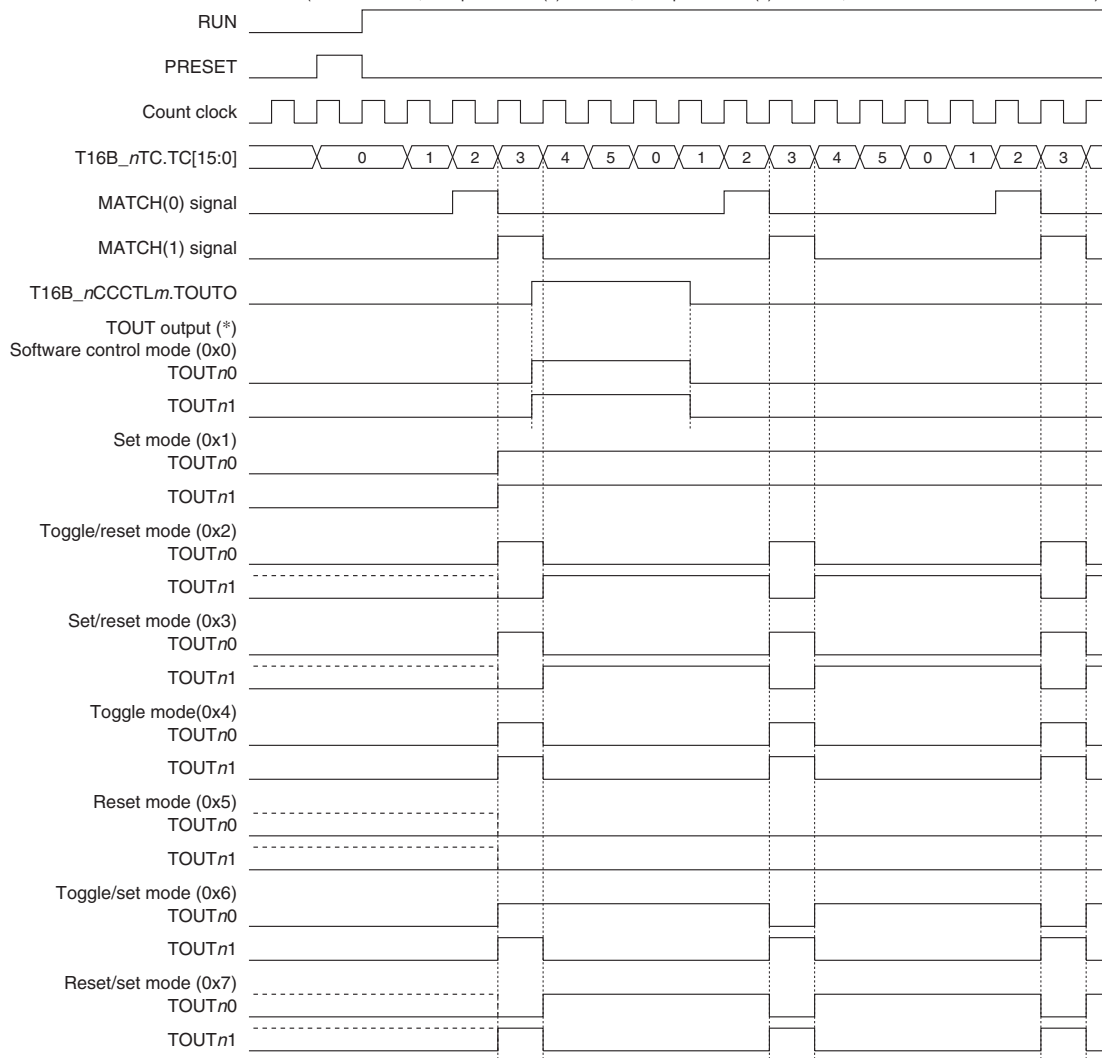 RUN
PRESET
Count clock
T16B_nTC.TC[15:0] 0 1 2 3 4 5 0 1 2 3 4 5 0 1 2 3
MATCH(0) signal
MATCH(1) signal
T16B_nCCCTLm.TOUTO
TOUT output (*)
Software control mode (0x0)
TOUTn0
TOUTn1
Set mode (0x1)
TOUTn0
TOUTn1
Toggle/reset mode (0x2)
TOUTn0
TOUTn1
Set/reset mode (0x3)
TOUTn0
TOUTn1
Toggle mode(0x4)
TOUTn0
TOUTn1
Reset mode (0x5)
TOUTn0
TOUTn1
Toggle/set mode (0x6)
TOUTn0
TOUTn1
Reset/set mode (0x7)
TOUTn0
TOUTn1